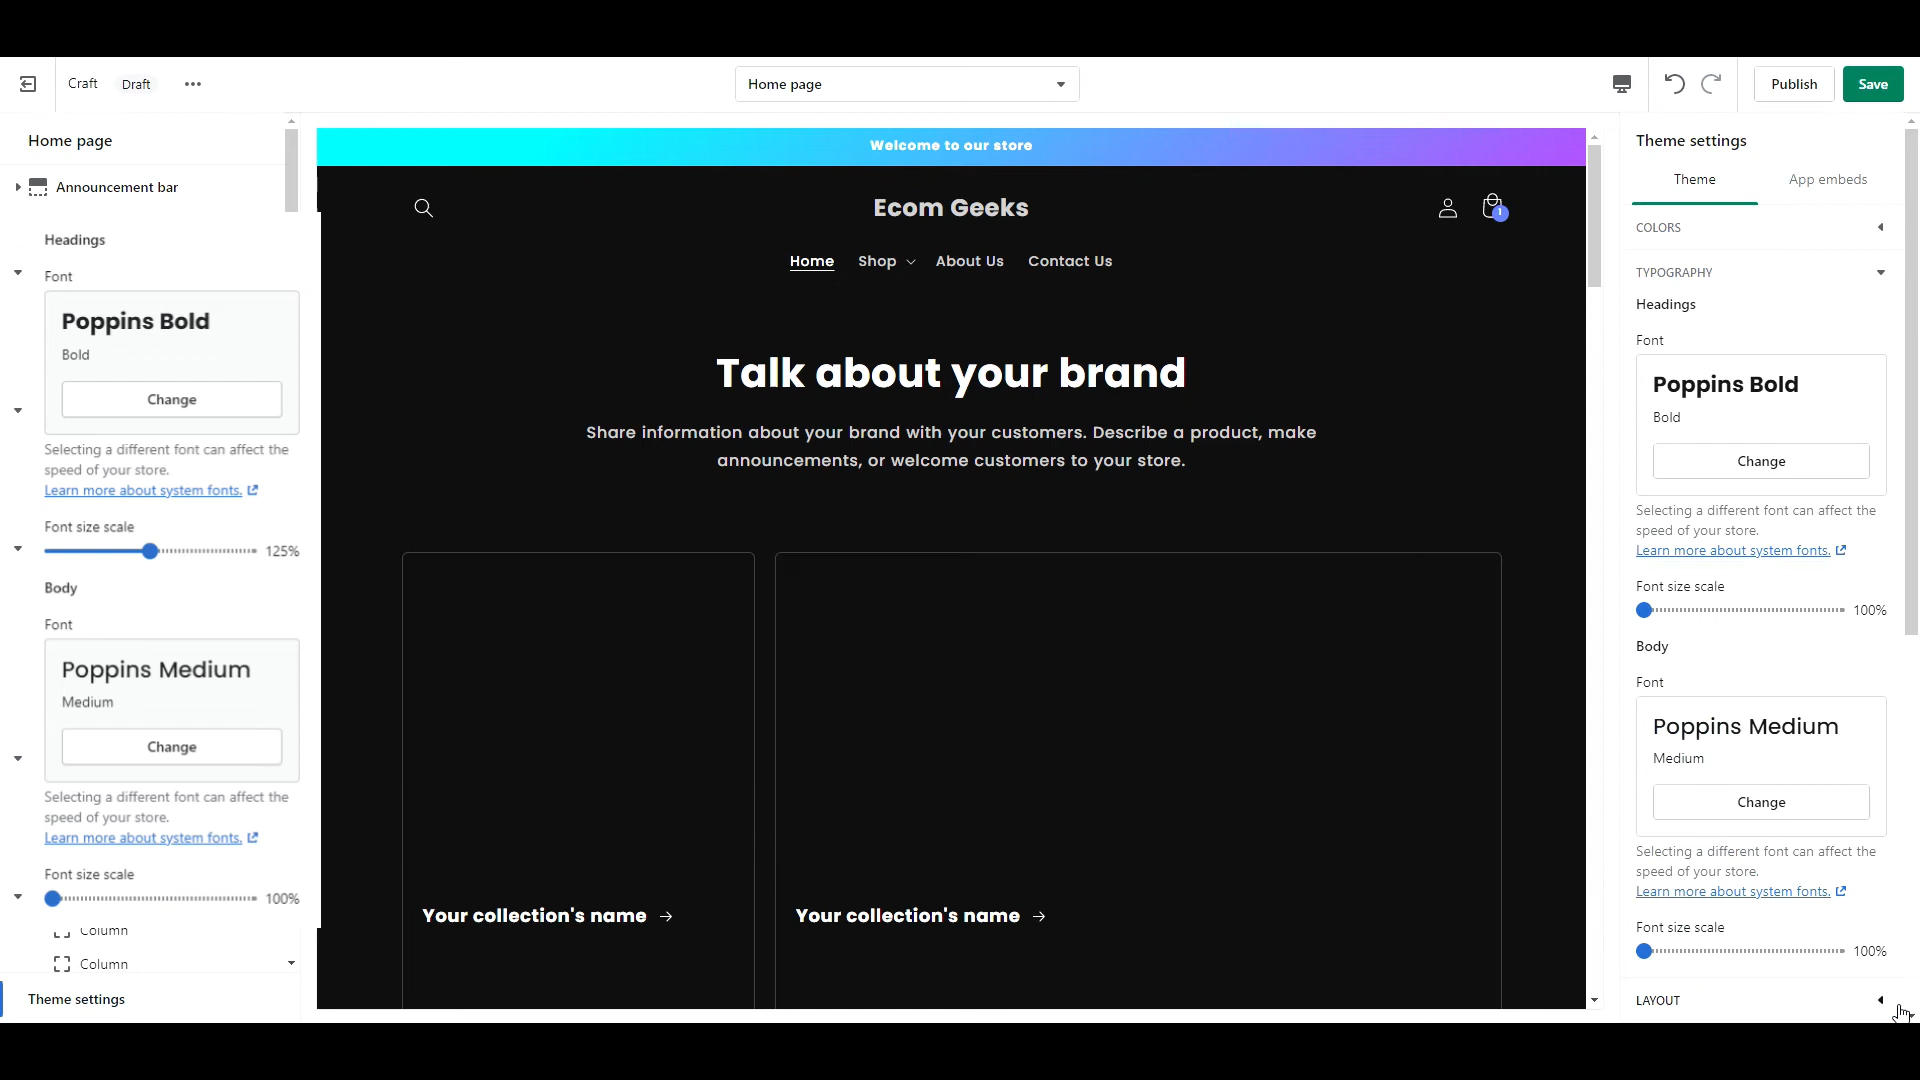 Craft
Draft
Home page
Publish
Save
Home page
Announcement bar
Headings
Font
Poppins Bold
Bold
Change
Selecting a different font can affect the
speed of your store.
Learn more about system fonts.
Font size scale
125%
Body
Font
Poppins Medium
Medium
Change
Selecting a different font can affect the
speed of your store.
Learn more about system fonts.
Font size scale
100%
Column
Column
Theme settings
Welcome to our store
Ecom Geeks
1
Home Shop About Us Contact Us
Talk about your brand
Share information about your brand with your customers. Describe a product, make
announcements, or welcome customers to your store.
Your collection's name →
Your collection's name →
Theme settings
Theme
App embeds
COLORS
TYPOGRAPHY
Headings
Font
Poppins Bold
Bold
Change
Selecting a different font can affect the
speed of your store.
Learn more about system fonts.
Font size scale
100%
Body
Font
Poppins Medium
Medium
Change
Selecting a different font can affect the
speed of your store.
Learn more about system fonts.
Font size scale
100%
LAYOUT